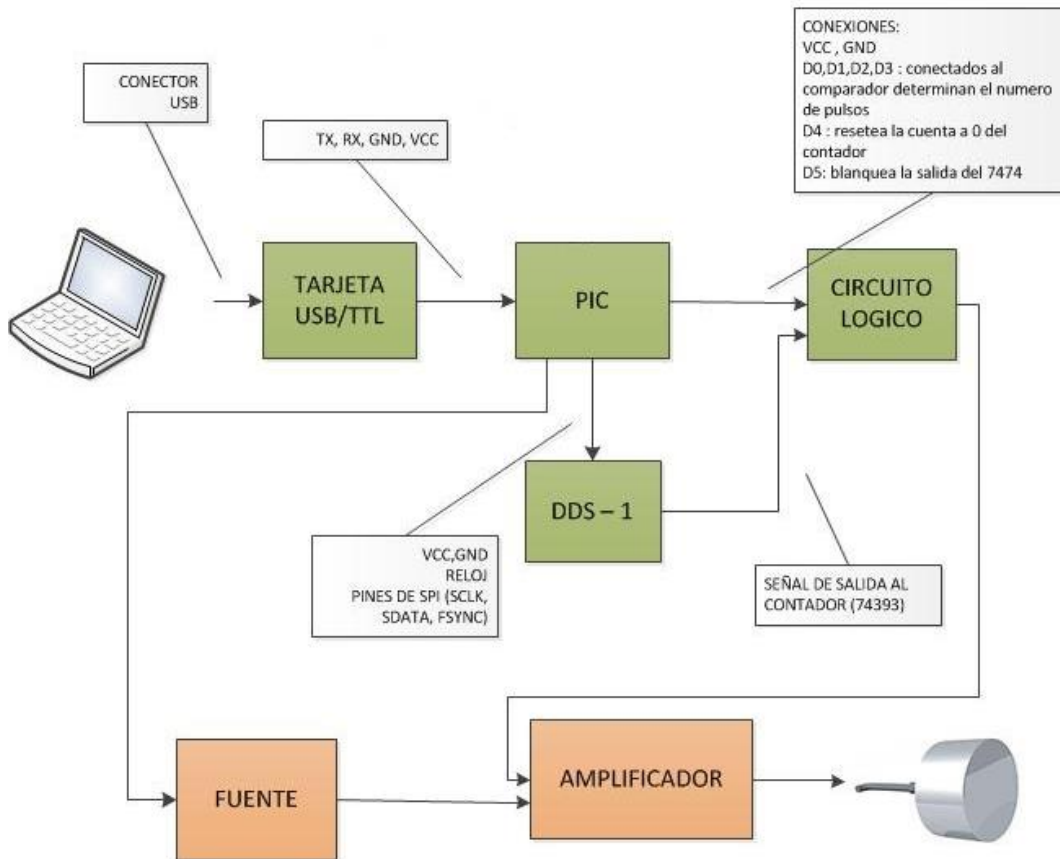 CONEXIONES:
VCC , GND
D0,D1,D2,D3 : conectados al
comparador determinan el numero
de pulsos
D4 : resetea la cuenta a 0 del
contador
D5: blanquea la salida del 7474
CONECTOR
USB
TX, RX, GND, VCC
TARJETA
USB/TTL
PIC
CIRCUITO
LOGICO
DDS – 1
VCC,GND
RELOJ
PINES DE SPI (SCLK,
SDATA, FSYNC)
SEÑAL DE SALIDA AL
CONTADOR (74393)
FUENTE
AMPLIFICADOR